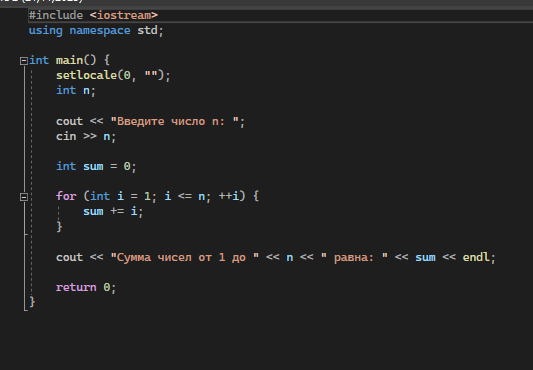 #include <iostream>
using namespace std;
int main() {
setlocale(0, "");
int n;
cout << "Введите число n: ";
cin >> n;
int sum = 0;
for (int i = 1; i <= n; ++i) {
sum += i;
}
cout << "Сумма чисел от 1 до " << n << " равна: " << sum << endl;
return 0;
}